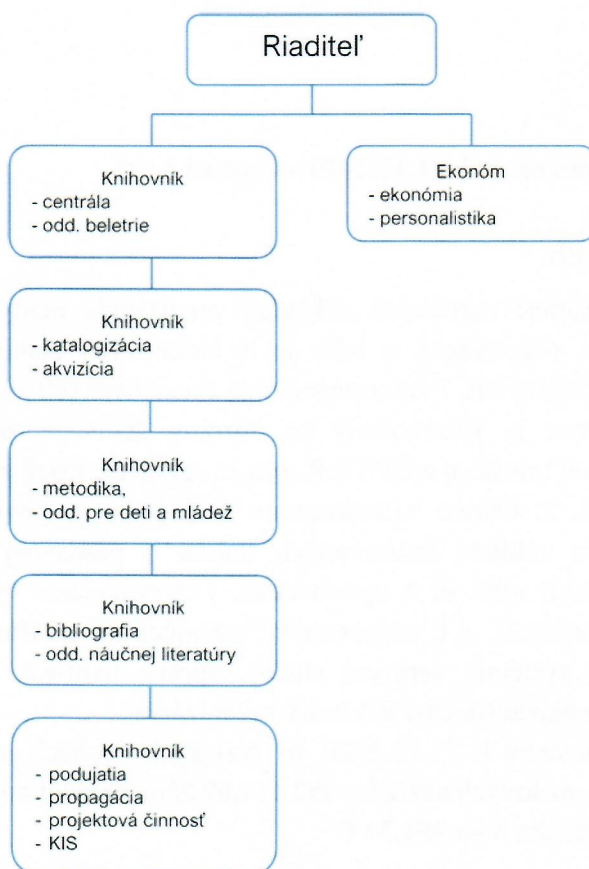 Riaditeľ
Knihovník
- centrála
- odd. beletrie
Ekonóm
- ekonómia
- personalistika
Knihovník
- katalogizácia
- akvizícia
Knihovník
- metodika,
- odd. pre deti a mládež
Knihovník
- bibliografia
- odd. náučnej literatúry
Knihovník
- podujatia
- propagácia
- projektová činnosť
- KIS